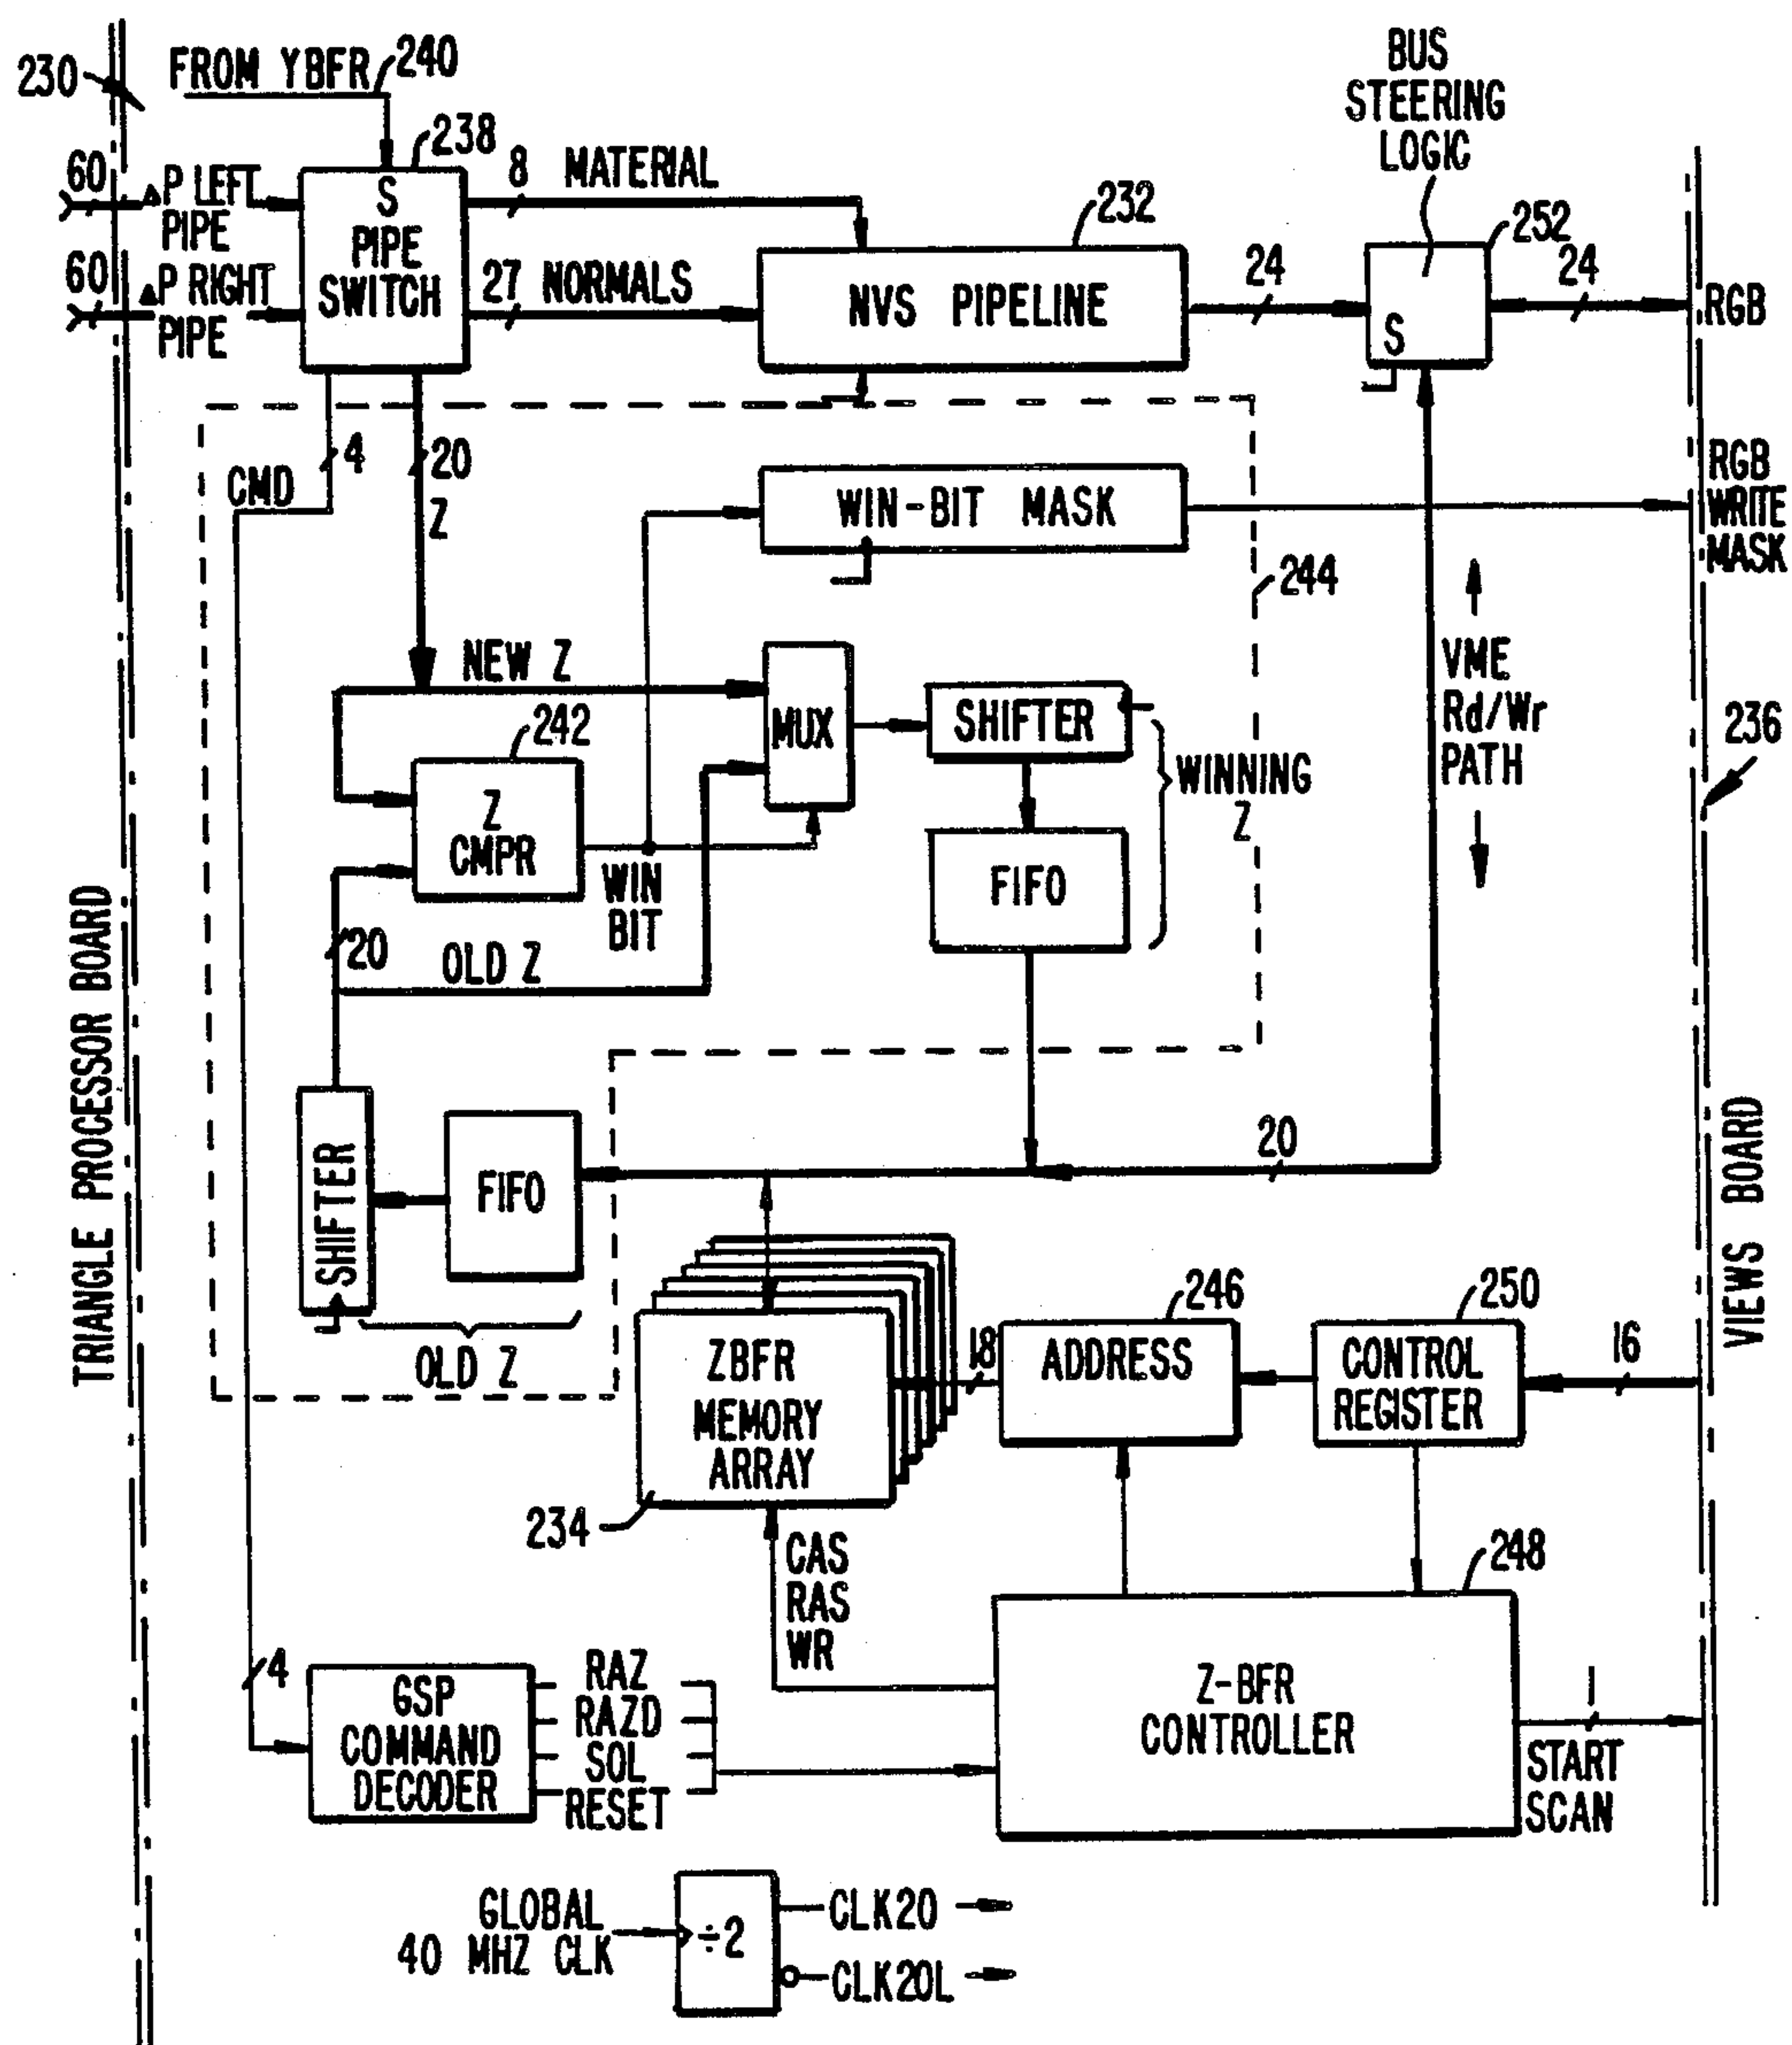 230
FROM YBFR
240
BUS
STEERING
LOGIC
238
60
ΔP LEFT
PIPE
S
PIPE
SWITCH
8 MATERIAL
232
252
60
ΔP RIGHT
PIPE
27 NORMALS
NVS PIPELINE
24
S
24
RGB
4
20
CMD
Z
WIN-BIT MASK
RGB
WRITE
MASK
244
NEW Z
242
MUX
SHIFTER
VME
Rd/Wr
PATH
236
WINNING
Z
Z
CMPR
FIFO
WIN
BIT
20
OLD Z
TRIANGLE PROCESSOR BOARD
SHIFTER
FIFO
20
VIEWS BOARD
OLD Z
246
250
ZBFR
MEMORY
ARRAY
18
ADDRESS
CONTROL
REGISTER
16
234
CAS
RAS
WR
248
4
GSP
COMMAND
DECODER
RAZ
RAZD
SOL
RESET
Z-BFR
CONTROLLER
1
START
SCAN
GLOBAL
40 MHZ CLK
÷2
CLK20
CLK20L